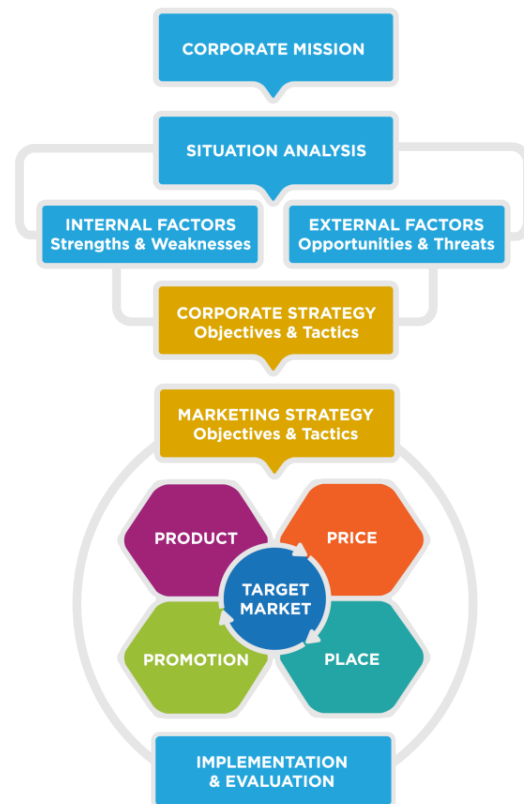 CORPORATE MISSION
SITUATION ANALYSIS
INTERNAL FACTORS
Strengths & Weaknesses
EXTERNAL FACTORS
Opportunities & Threats
CORPORATE STRATEGY
Objectives & Tactics
MARKETING STRATEGY
Objectives & Tactics
PRODUCT
PRICE
TARGET
MARKET
PROMOTION
PLACE
IMPLEMENTATION
& EVALUATION